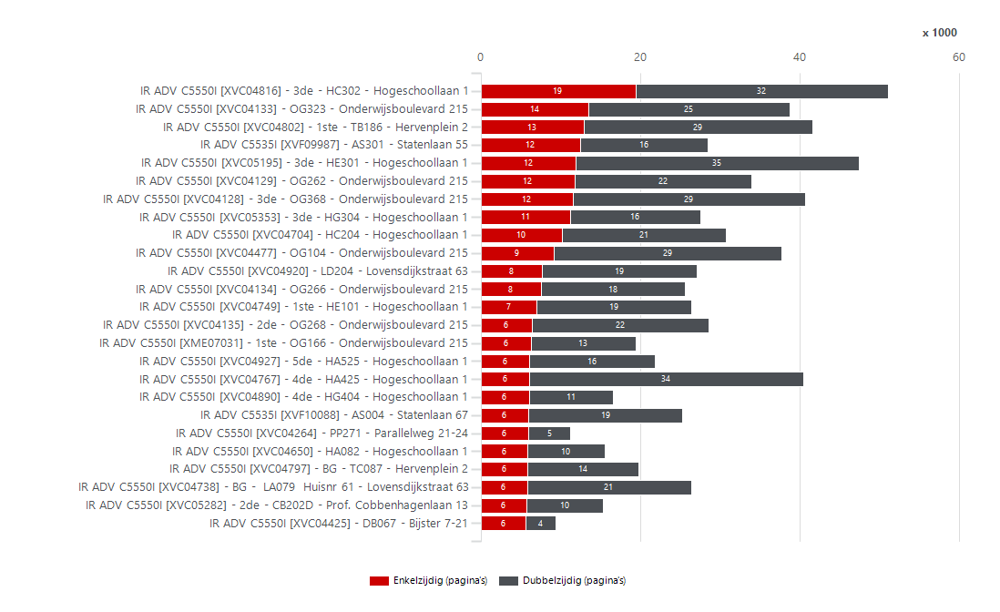 x 1000
0 20 40 60
IR ADV C5550I [XVC04816] - 3de - HC302 - Hogeschoollaan 1 19 32
IR ADV C5550I [XVC04133] - OG323 - Onderwijsboulevard 215 14 25
IR ADV C5550I [XVC04802] - 1ste - TB186 - Hervenplein 2 13 29
IR ADV C5535I [XVF09987] - AS301 - Statenlaan 55 12 16
IR ADV C5550I [XVC05195] - 3de - HE301 - Hogeschoollaan 1 12 35
IR ADV C5550I [XVC04129] - OG262 - Onderwijsboulevard 215 12 22
IR ADV C5550I [XVC04128] - 3de - OG368 - Onderwijsboulevard 215 12 29
IR ADV C5550I [XVC05353] - 3de - HG304 - Hogeschoollaan 1 11 16
IR ADV C5550I [XVC04704] - HC204 - Hogeschoollaan 1 10 21
IR ADV C5550I [XVC04477] - OG104 - Onderwijsboulevard 215 9 29
IR ADV C5550I [XVC04920] - LD204 - Lovensdijkstraat 63 8 19
IR ADV C5550I [XVC04134] - OG266 - Onderwijsboulevard 215 8 18
IR ADV C5550I [XVC04749] - 1ste - HE101 - Hogeschoollaan 1 7 19
IR ADV C5550I [XVC04135] - 2de - OG268 - Onderwijsboulevard 215 6 22
IR ADV C5550I [XME07031] - 1ste - OG166 - Onderwijsboulevard 215 6 13
IR ADV C5550I [XVC04927] - 5de - HA525 - Hogeschoollaan 1 6 16
IR ADV C5550I [XVC04767] - 4de - HA425 - Hogeschoollaan 1 6 34
IR ADV C5550I [XVC04890] - 4de - HG404 - Hogeschoollaan 1 6 11
IR ADV C5535I [XVF10088] - AS004 - Statenlaan 67 6 19
IR ADV C5550I [XVC04264] - PP271 - Parallelweg 21-24 6 5
IR ADV C5550I [XVC04650] - HA082 - Hogeschoollaan 1 6 10
IR ADV C5550I [XVC04797] - BG - TC087 - Hervenplein 2 6 14
IR ADV C5550I [XVC04738] - BG - LA079 Huisnr 61 - Lovensdijkstraat 63 6 21
IR ADV C5550I [XVC05282] - 2de - CB202D - Prof. Cobbenhagenlaan 13 6 10
IR ADV C5550I [XVC04425] - DB067 - Bijster 7-21 6 4
Enkelzijdig (pagina's) Dubbelzijdig (pagina's)